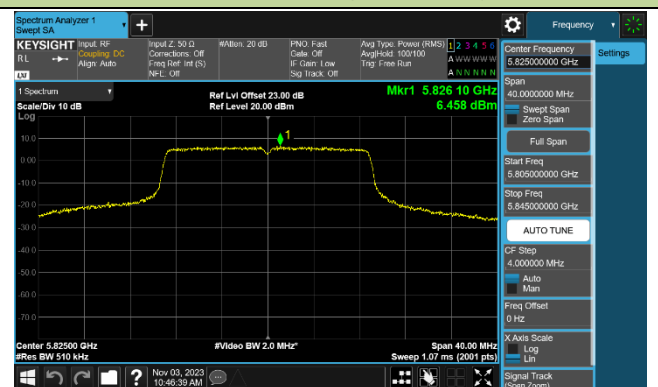 Spectrum Analyzer 1
Swept SA
Frequency
KEYSIGHT
RL
LXI
Input: RF
Coupling: DC
Align: Auto
Input Z: 50 Ω
Corrections: Off
Freq Ref: Int (S)
NFE: Off
#Atten: 20 dB
PNO: Fast
Gate: Off
IF Gain: Low
Sig Track: Off
Avg Type: Power (RMS)
Avg|Hold: 100/100
Trig: Free Run
1 2 3 4 5 6
A W W W W W
A N N N N N
Center Frequency
5.825000000 GHz
Settings
Span
40.0000000 MHz
Swept Span
Zero Span
Full Span
Start Freq
5.805000000 GHz
Stop Freq
5.845000000 GHz
AUTO TUNE
CF Step
4.000000 MHz
Auto
Man
Freq Offset
0 Hz
X Axis Scale
Log
Lin
Signal Track
(Span Zoom)
1 Spectrum
Scale/Div 10 dB
Log
Ref Lvl Offset 23.00 dB
Ref Level 20.00 dBm
Mkr1 5.826 10 GHz
6.458 dBm
1
10.0
0.00
-10.0
-20.0
-30.0
-40.0
-50.0
-60.0
-70.0
Center 5.82500 GHz
#Res BW 510 kHz
#Video BW 2.0 MHz*
Span 40.00 MHz
Sweep 1.07 ms (2001 pts)
Nov 03, 2023
10:46:39 AM